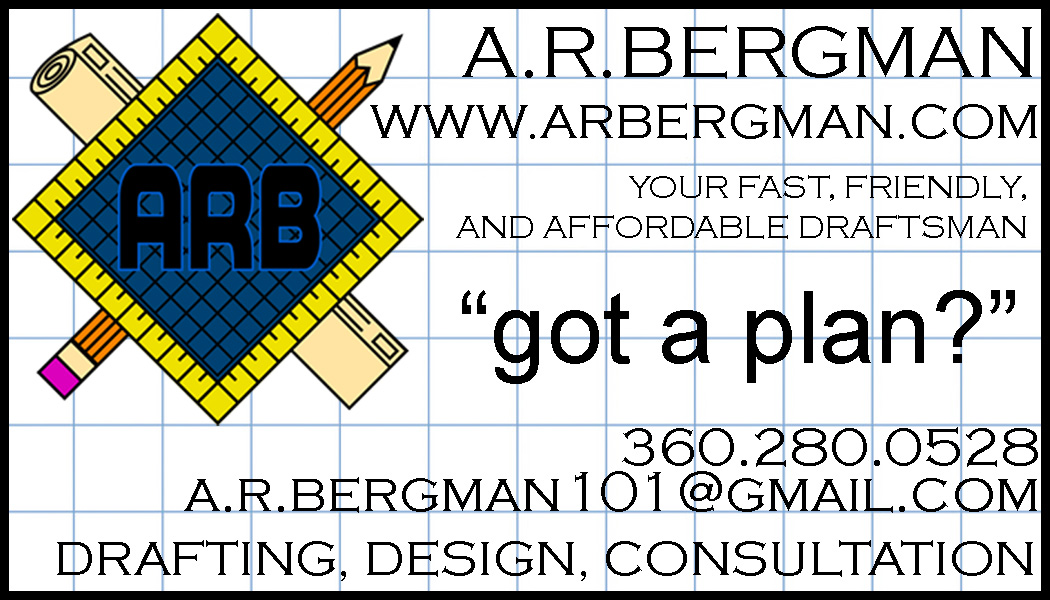 ARB
A.R.BERGMAN
WWW.ARBERGMAN.COM
YOUR FAST, FRIENDLY,
AND AFFORDABLE DRAFTSMAN
“got a plan?”
360.280.0528
A.R.BERGMAN101@GMAIL.COM
DRAFTING, DESIGN, CONSULTATION